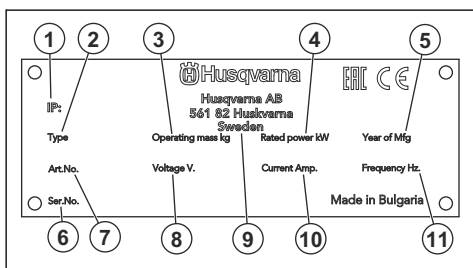 1 2 3 4 5
Husqvarna EAC CE
IP: Husqvarna AB
561 82 Huskvarna
Sweden
Type Operating mass kg Rated power kW Year of Mfg
Art.No. Voltage V. Current Amp. Frequency Hz.
Ser.No. Made in Bulgaria
6 7 8 9 10 11